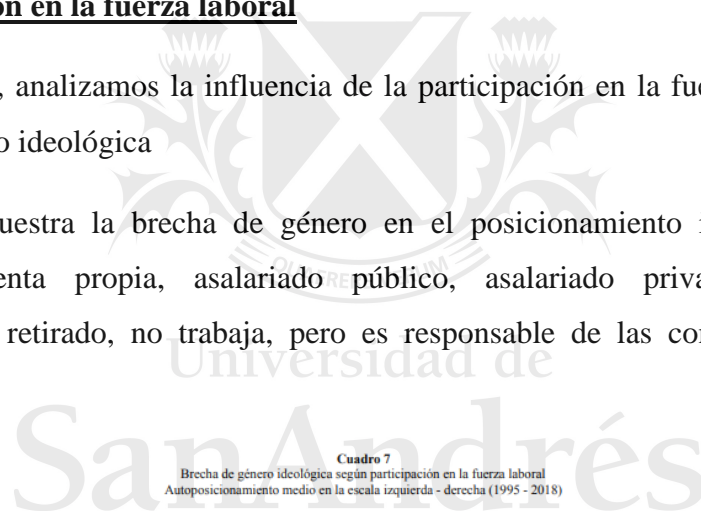 ón en la fuerza laboral
, analizamos la influencia de la participación en la fue
o ideológica
uestra la brecha de género en el posicionamiento
enta propia, asalariado público, asalariado priva
retirado, no trabaja, pero es responsable de las co
Universidad de
SanAndrés
Cuadro 7
Brecha de género ideológica según participación en la fuerza laboral
Autoposicionamiento medio en la escala izquierda - derecha (1995 - 2018)